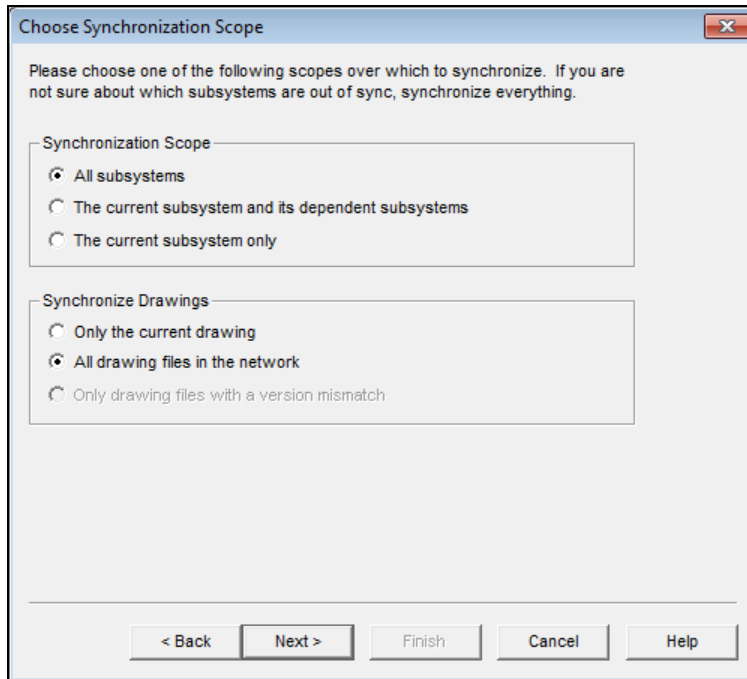 Choose Synchronization Scope
Please choose one of the following scopes over which to synchronize.  If you are
not sure about which subsystems are out of sync, synchronize everything.
Synchronization Scope
All subsystems
The current subsystem and its dependent subsystems
The current subsystem only
Synchronize Drawings
Only the current drawing
All drawing files in the network
Only drawing files with a version mismatch
< Back Next > Finish Cancel Help